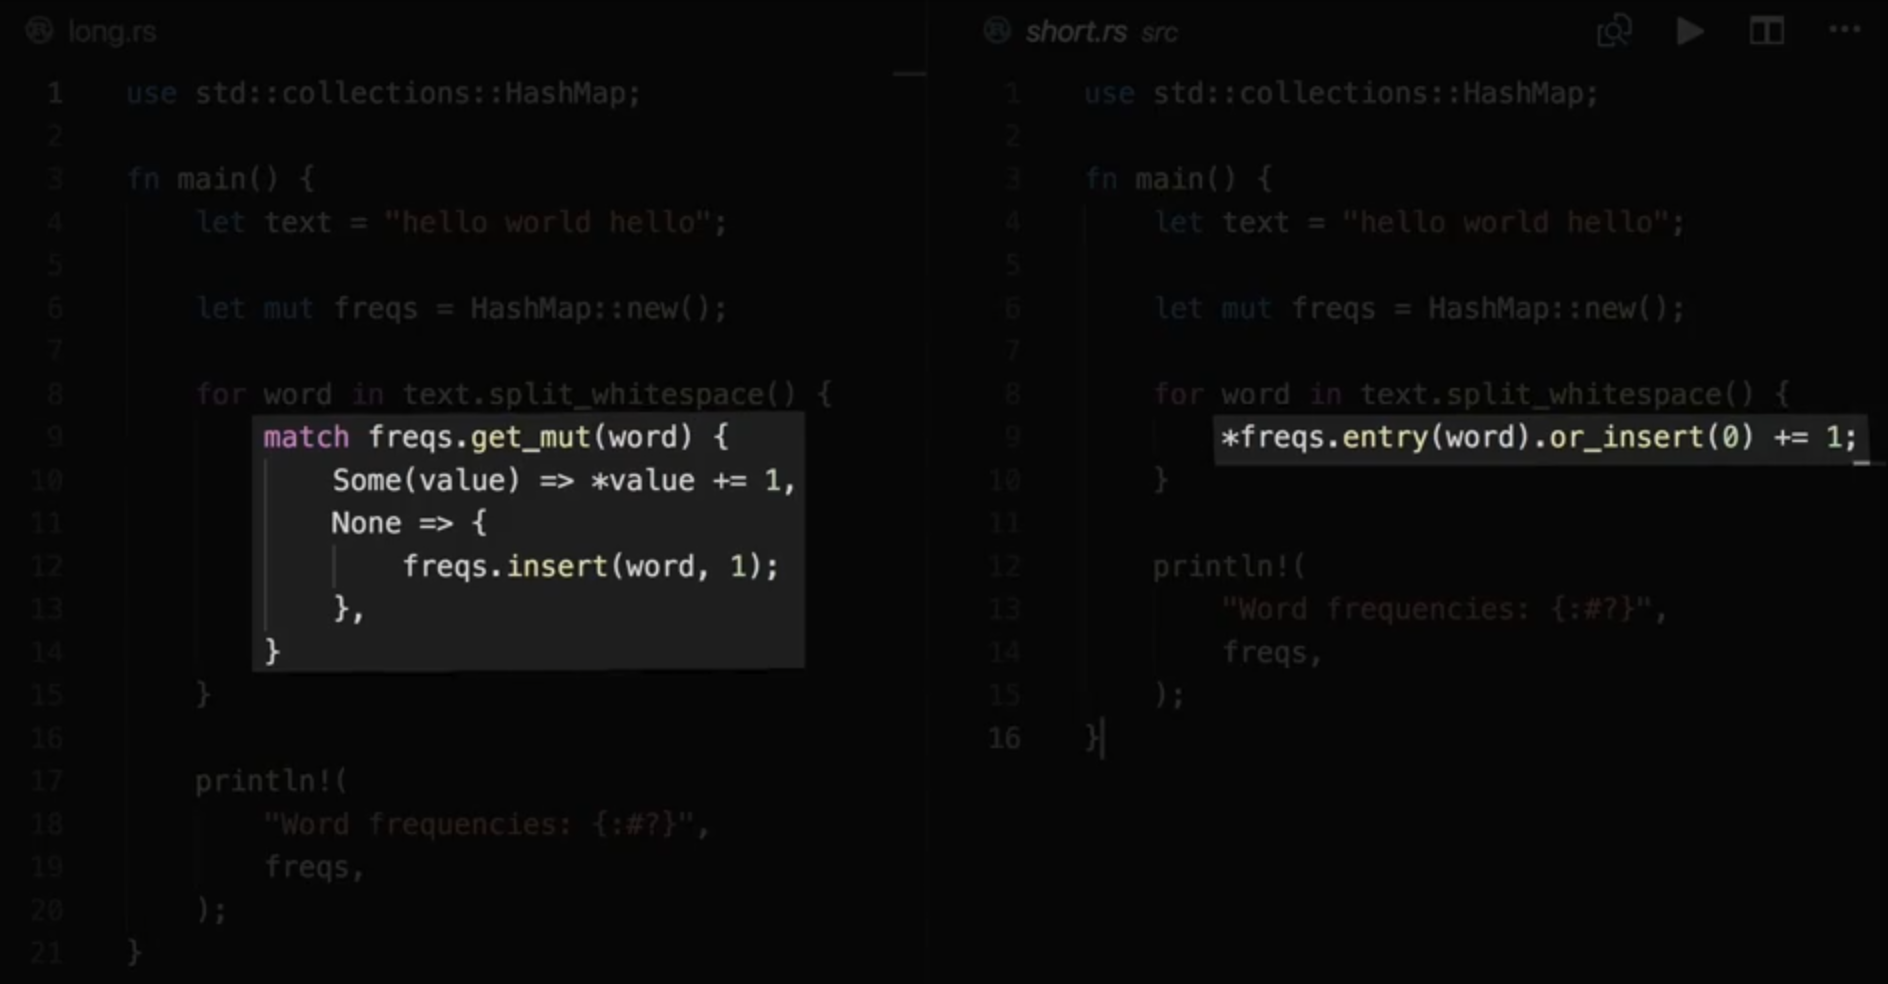 long.rs
1 use std::collections::HashMap;
2
3 fn main() {
4     let text = "hello world hello";
5
6     let mut freqs = HashMap::new();
7
8     for word in text.split_whitespace() {
9         match freqs.get_mut(word) {
10             Some(value) => *value += 1,
11             None => {
12                 freqs.insert(word, 1);
13             },
14         }
15     }
16
17     println!(
18         "Word frequencies: {:#?}",
19         freqs,
20     );
21 }
short.rs src
1 use std::collections::HashMap;
2
3 fn main() {
4     let text = "hello world hello";
5
6     let mut freqs = HashMap::new();
7
8     for word in text.split_whitespace() {
9         *freqs.entry(word).or_insert(0) += 1;
10     }
11
12     println!(
13         "Word frequencies: {:#?}",
14         freqs,
15     );
16 }